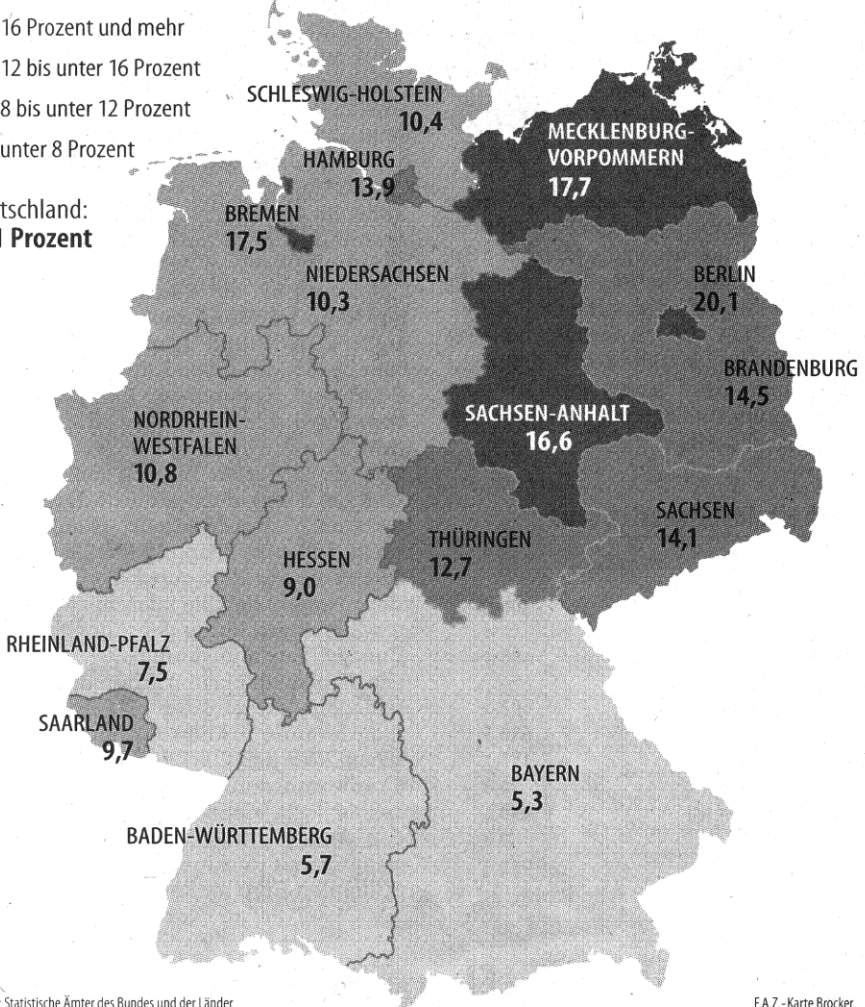 16 Prozent und mehr
12 bis unter 16 Prozent
8 bis unter 12 Prozent
unter 8 Prozent
tschland:
Prozent
SCHLESWIG-HOLSTEIN
10,4
HAMBURG
13,9
MECKLENBURG-
VORPOMMERN
17,7
BREMEN
17,5
NIEDERSACHSEN
10,3
BERLIN
20,1
BRANDENBURG
14,5
SACHSEN-ANHALT
16,6
NORDRHEIN-
WESTFALEN
10,8
SACHSEN
14,1
THÜRINGEN
12,7
HESSEN
9,0
RHEINLAND-PFALZ
7,5
SAARLAND
9,7
BAYERN
5,3
BADEN-WÜRTTEMBERG
5,7
: Statistische Ämter des Bundes und der Länder
F.A.Z.-Karte Brocker